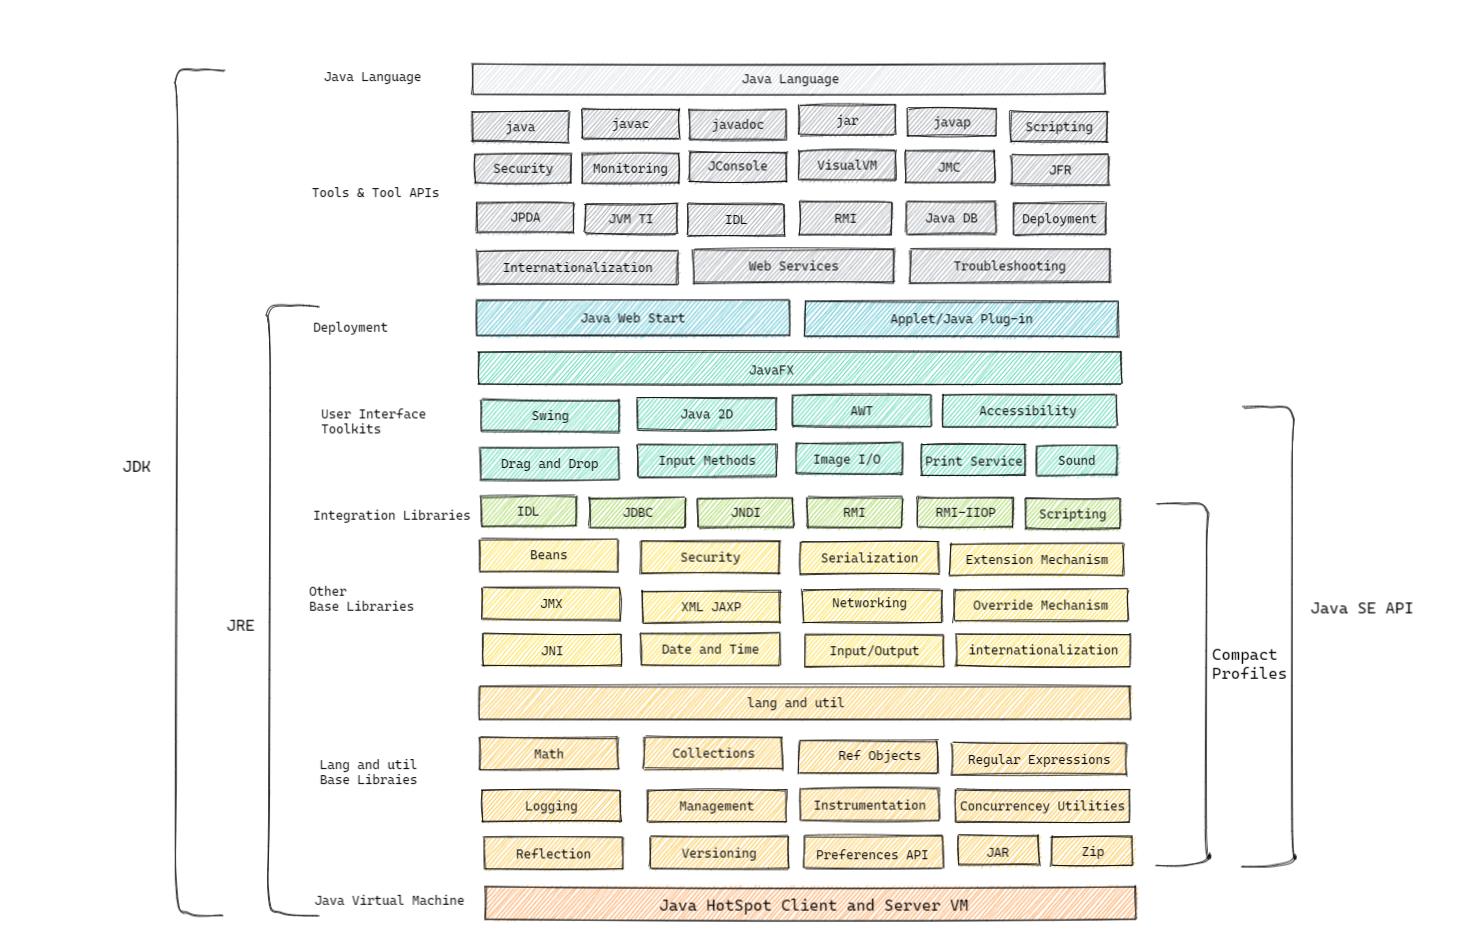 Java Language
Java Language
java javac javadoc jar javap Scripting
Security Monitoring JConsole VisualVM JMC JFR
Tools & Tool APIs
JPDA JVM TI IDL RMI Java DB Deployment
Internationalization Web Services Troubleshooting
Deployment
Java Web Start Applet/Java Plug-in
JavaFX
User Interface
Toolkits
Swing Java 2D AWT Accessibility
Drag and Drop Input Methods Image I/O Print Service Sound
JDK
Integration Libraries
IDL JDBC JNDI RMI RMI-IIOP Scripting
Beans Security Serialization Extension Mechanism
Other
Base Libraries
JMX XML JAXP Networking Override Mechanism
Java SE API
JRE
JNI Date and Time Input/Output internationalization
Compact
Profiles
lang and util
Math Collections Ref Objects Regular Expressions
Lang and util
Base Libraies
Logging Management Instrumentation Concurrencey Utilities
Reflection Versioning Preferences API JAR Zip
Java Virtual Machine
Java HotSpot Client and Server VM